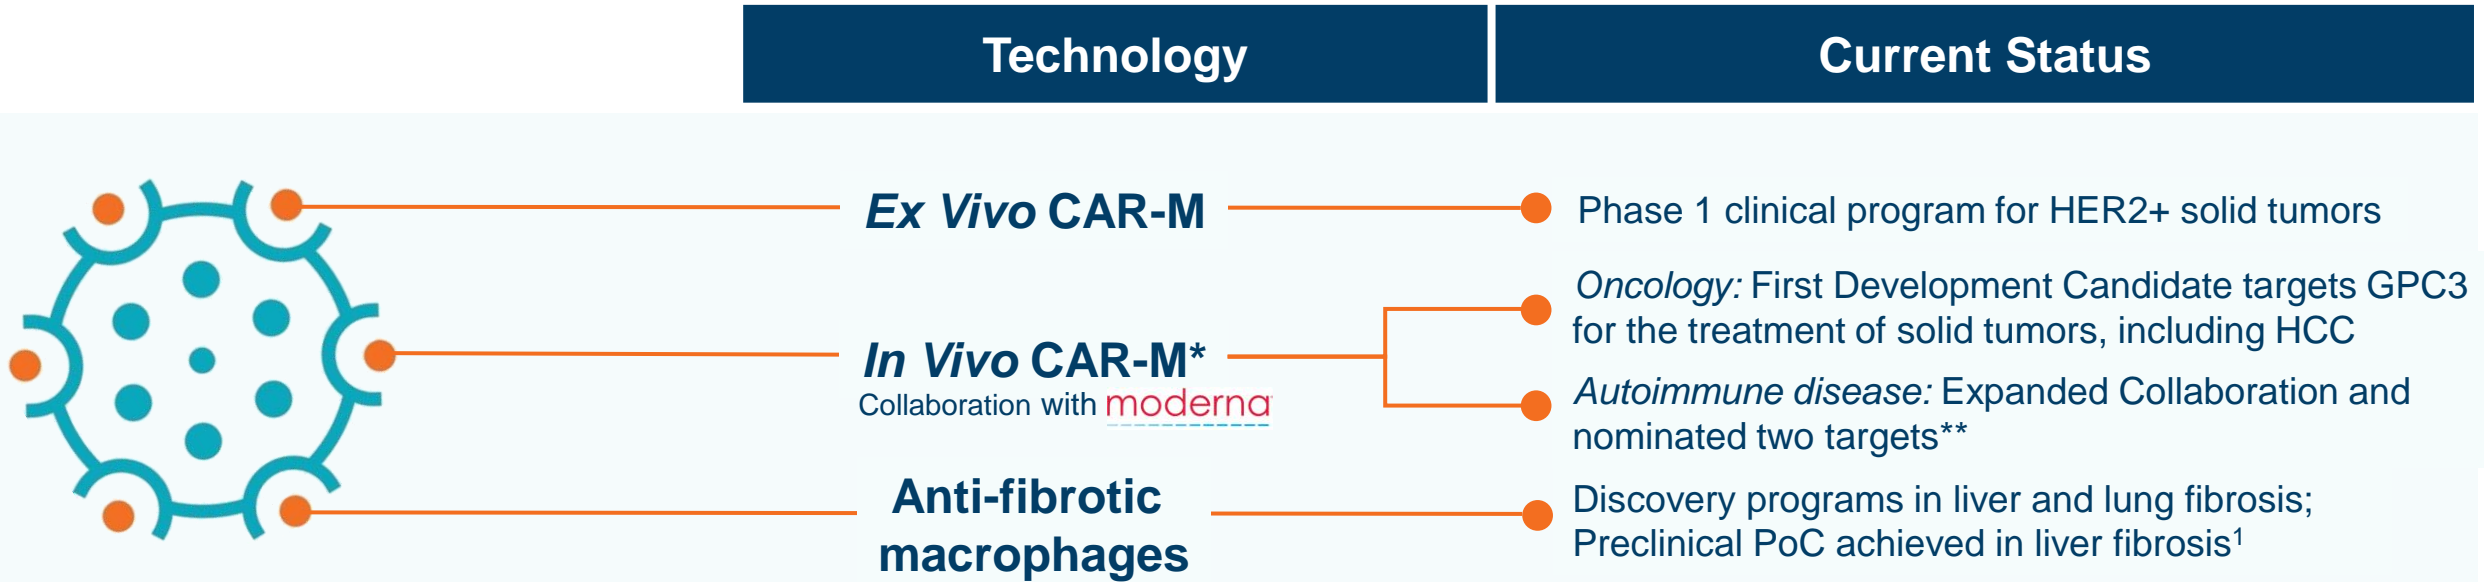 Technology
Current Status
Ex Vivo CAR-M
Phase 1 clinical program for HER2+ solid tumors
In Vivo CAR-M*
Collaboration with moderna
Oncology: First Development Candidate targets GPC3
for the treatment of solid tumors, including HCC
Autoimmune disease: Expanded Collaboration and
nominated two targets**
Anti-fibrotic
macrophages
Discovery programs in liver and lung fibrosis;
Preclinical PoC achieved in liver fibrosis¹